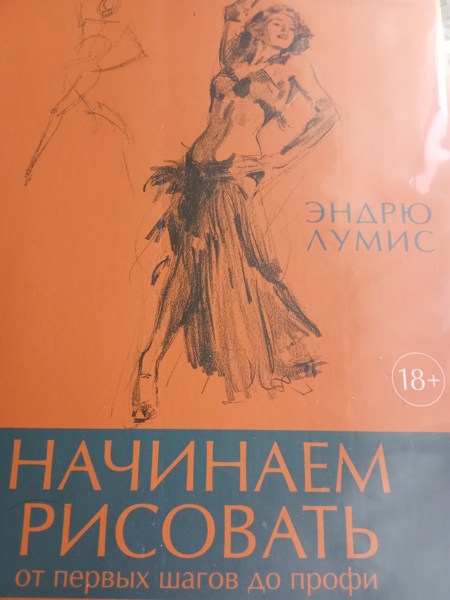 ЭНДРЮ
ЛУМИС
18+
НАЧИНАЕМ
РИСОВАТЬ
от первых шагов до профи